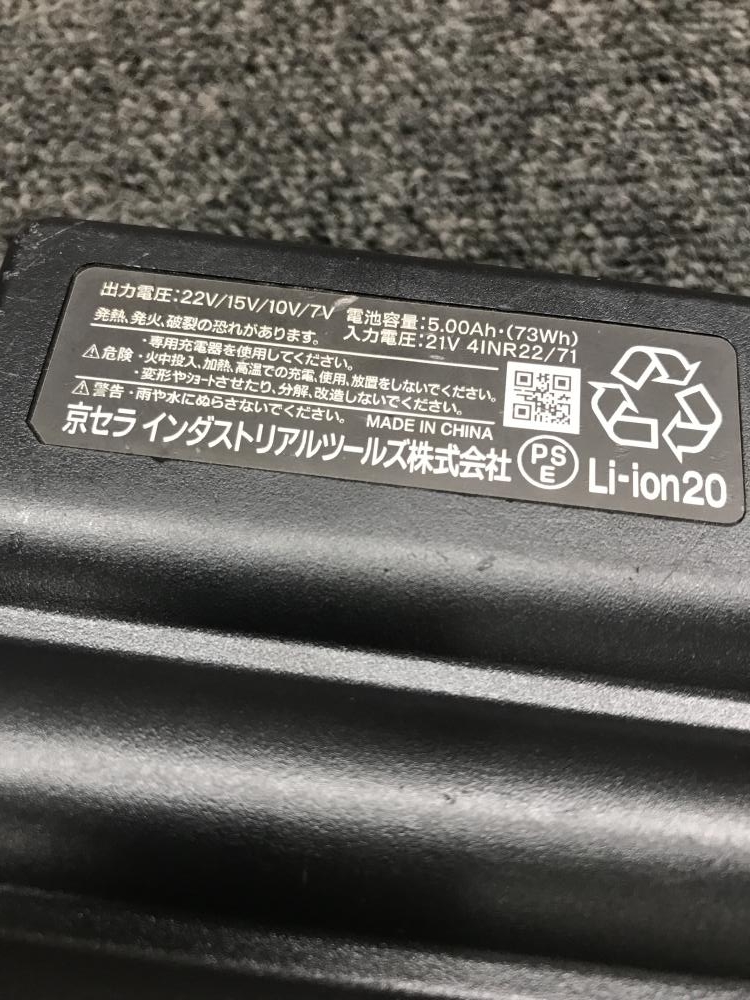 出力電圧:22V/15V/10V/7V 電池容量:5.00Ah・(73Wh)
発熱、発火、破裂の恐れがあります。 入力電圧:21V 4INR22/71
・専用充電器を使用してください。
⚠危険・火中投入、加熱、高温での充電、使用、放置をしないでください。
・変形やショートさせたり、分解、改造しないでください。
⚠警告・雨や水にぬらさないでください。 MADE IN CHINA
京セラ インダストリアルツールズ株式会社
PS
E
Li-ion20